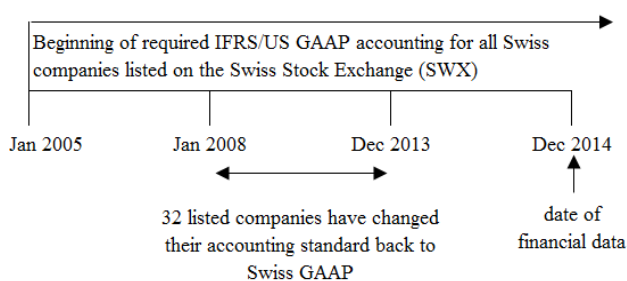 Beginning of required IFRS/US GAAP accounting for all Swiss
companies listed on the Swiss Stock Exchange (SWX)
Jan 2005
Jan 2008
Dec 2013
Dec 2014
32 listed companies have changed
their accounting standard back to
Swiss GAAP
date of
financial data